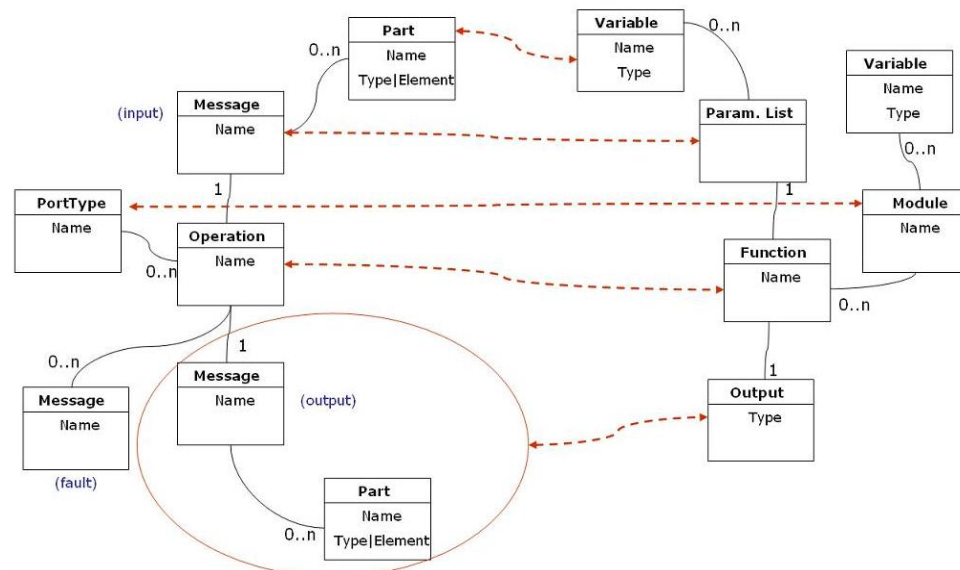 Part
Name
Type|Element
0..n
Variable
Name
Type
0..n
Variable
Name
Type
0..n
(input)
Message
Name
Param. List
1
1
PortType
Name
0..n
Operation
Name
Function
Name
Module
Name
0..n
0..n
1
Message
Name
(fault)
Message
Name
(output)
1
Output
Type
0..n
Part
Name
Type|Element